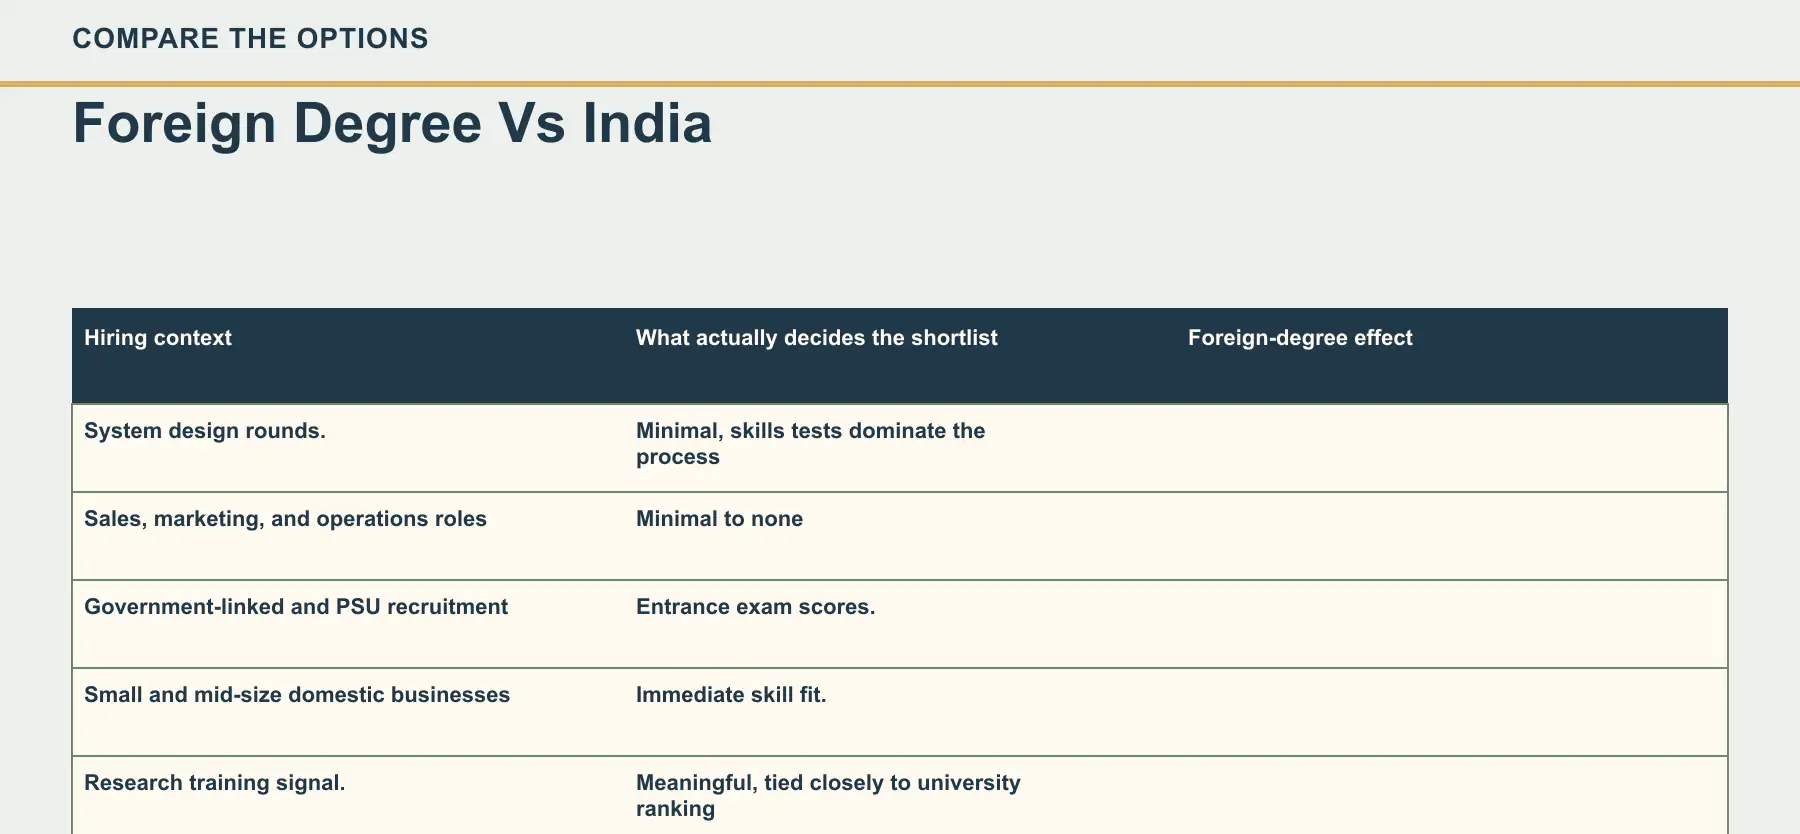 COMPARE THE OPTIONS
Foreign Degree Vs India
Hiring context What actually decides the shortlist Foreign-degree effect
System design rounds. Minimal, skills tests dominate the
process
Sales, marketing, and operations roles Minimal to none
Government-linked and PSU recruitment Entrance exam scores.
Small and mid-size domestic businesses Immediate skill fit.
Research training signal. Meaningful, tied closely to university
ranking